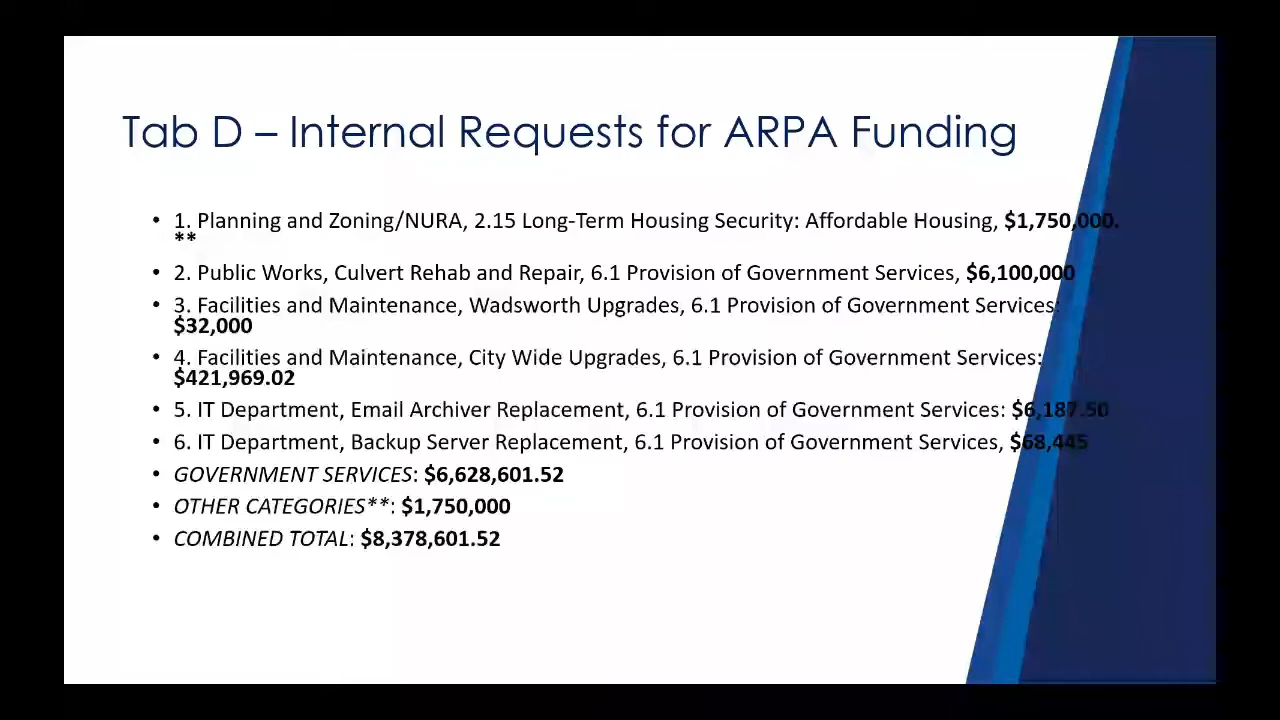 Tab D – Internal Requests for ARPA Funding
• 1. Planning and Zoning/NURA, 2.15 Long-Term Housing Security: Affordable Housing, $1,750,000.
**
• 2. Public Works, Culvert Rehab and Repair, 6.1 Provision of Government Services, $6,100,000
• 3. Facilities and Maintenance, Wadsworth Upgrades, 6.1 Provision of Government Services:
$32,000
• 4. Facilities and Maintenance, City Wide Upgrades, 6.1 Provision of Government Services:
$421,969.02
• 5. IT Department, Email Archiver Replacement, 6.1 Provision of Government Services: $6,187.50
• 6. IT Department, Backup Server Replacement, 6.1 Provision of Government Services, $68,445
• GOVERNMENT SERVICES: $6,628,601.52
• OTHER CATEGORIES**: $1,750,000
• COMBINED TOTAL: $8,378,601.52